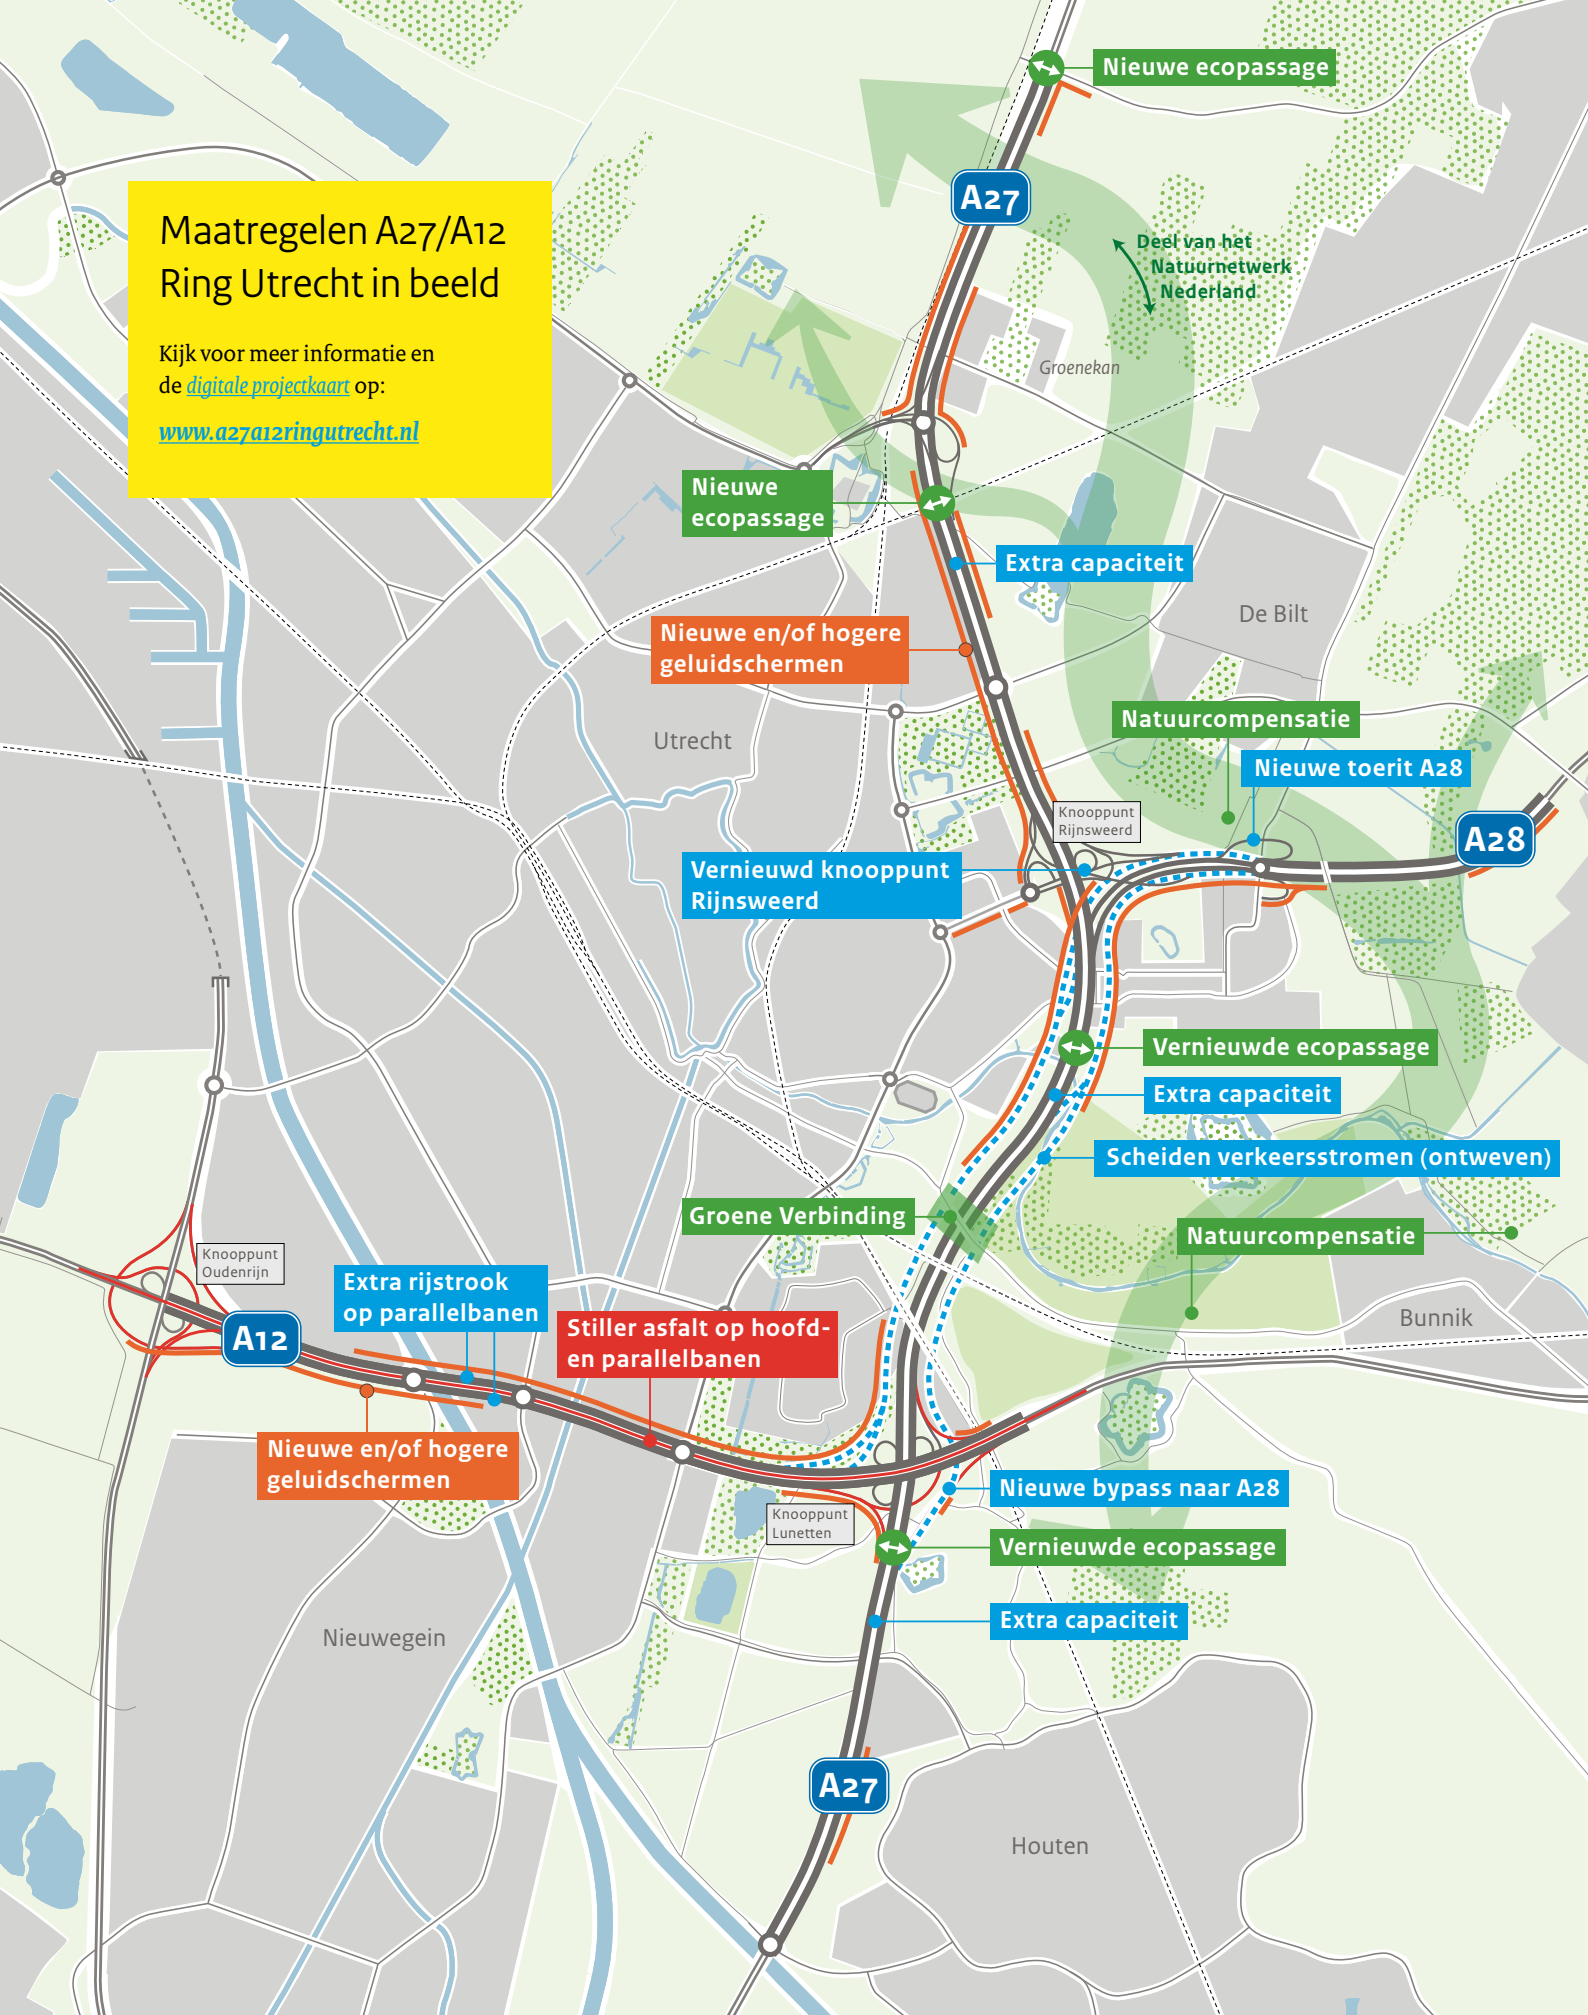 Nieuwe ecopassage
A27
Maatregelen A27/A12
Ring Utrecht in beeld
Kijk voor meer informatie en
de digitale projectkaart op:
www.a27a12ringutrecht.nl
Deel van het
Natuurnetwerk
Nederland
Groenekan
Nieuwe
ecopassage
Extra capaciteit
De Bilt
Nieuwe en/of hogere
geluidschermen
Utrecht
Natuurcompensatie
Nieuwe toerit A28
Knooppunt
Rijnsweerd
A28
Vernieuwd knooppunt
Rijnsweerd
Vernieuwde ecopassage
Extra capaciteit
Scheiden verkeersstromen (ontweven)
Groene Verbinding
Natuurcompensatie
Knooppunt
Oudenrijn
Extra rijstrook
op parallelbanen
A12
Stiller asfalt op hoofd-
en parallelbanen
Bunnik
Nieuwe en/of hogere
geluidschermen
Nieuwe bypass naar A28
Knooppunt
Lunetten
Vernieuwde ecopassage
Extra capaciteit
Nieuwegein
A27
Houten